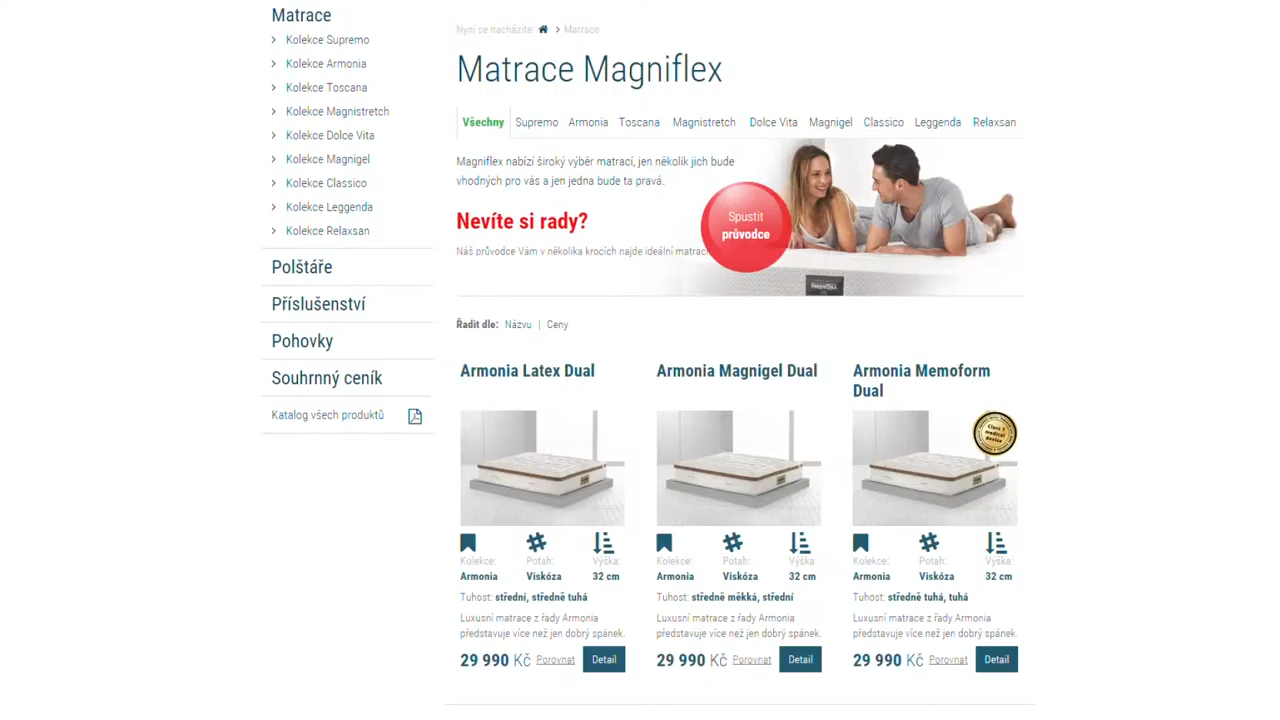 Matrace
Kolekce Supremo
Kolekce Armonia
Kolekce Toscana
Kolekce Magnistretch
Kolekce Dolce Vita
Kolekce Magnigel
Kolekce Classico
Kolekce Leggenda
Kolekce Relaxsan
Polštáře
Příslušenství
Pohovky
Souhrnný ceník
Katalog všech produktů
Nyní se nacházíte: Matrace
Matrace Magniflex
Všechny Supremo Armonia Toscana Magnistretch Dolce Vita Magnigel Classico Leggenda Relaxsan
Magniflex nabízí široký výběr matrací, jen několik jich bude
vhodných pro vás a jen jedna bude ta pravá.
Nevíte si rady?
Náš průvodce Vám v několika krocích najde ideální matraci
Spustit
průvodce
magniflex
Řadit dle: Názvu | Ceny
Armonia Latex Dual
Kolekce: Potah: Výška:
Armonia Viskóza 32 cm
Tuhost: střední, středně tuhá
Luxusní matrace z řady Armonia
představuje více než jen dobrý spánek.
29 990 Kč Porovnat Detail
Armonia Magnigel Dual
Kolekce: Potah: Výška:
Armonia Viskóza 32 cm
Tuhost: středně měkká, střední
Luxusní matrace z řady Armonia
představuje více než jen dobrý spánek.
29 990 Kč Porovnat Detail
Armonia Memoform
Dual
Class 1
medical
device
Kolekce: Potah: Výška:
Armonia Viskóza 32 cm
Tuhost: středně tuhá, tuhá
Luxusní matrace z řady Armonia
představuje více než jen dobrý spánek.
29 990 Kč Porovnat Detail